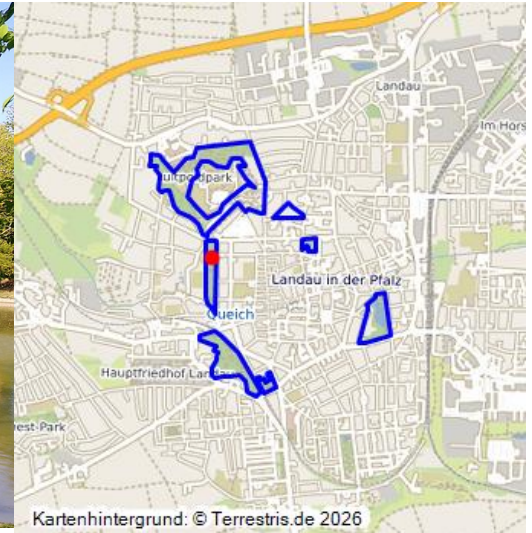 Landau
Im Hors
uitpoldpark
Landau in der Pfalz
Queich
Hauptfriedhof Landau
est-Park
Kartenhintergrund: © Terrestris.de 2026